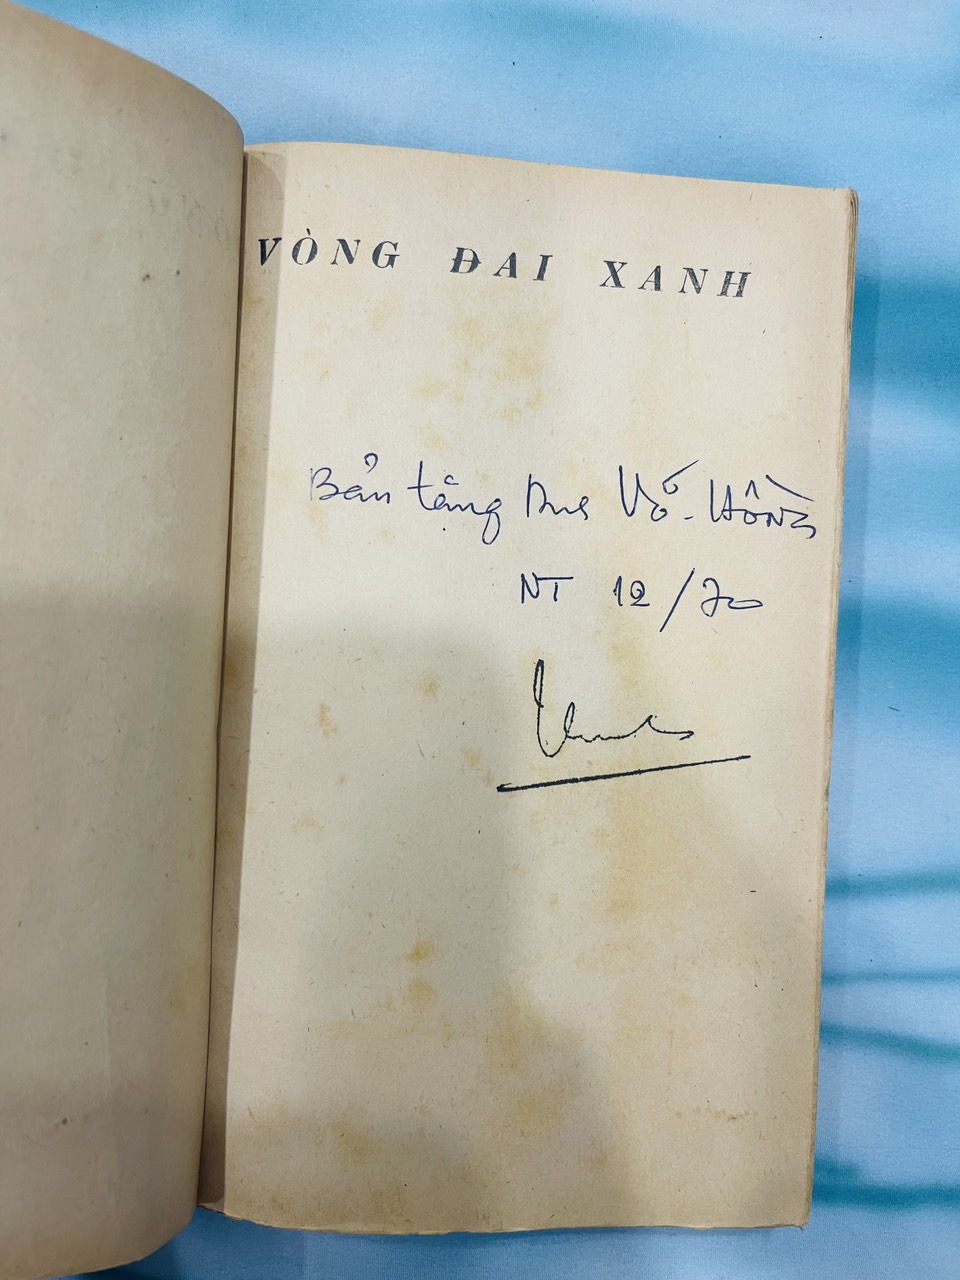 VÒNG ĐAI XANH
Bản tặng Anh Võ-Hồng
NT 12/70